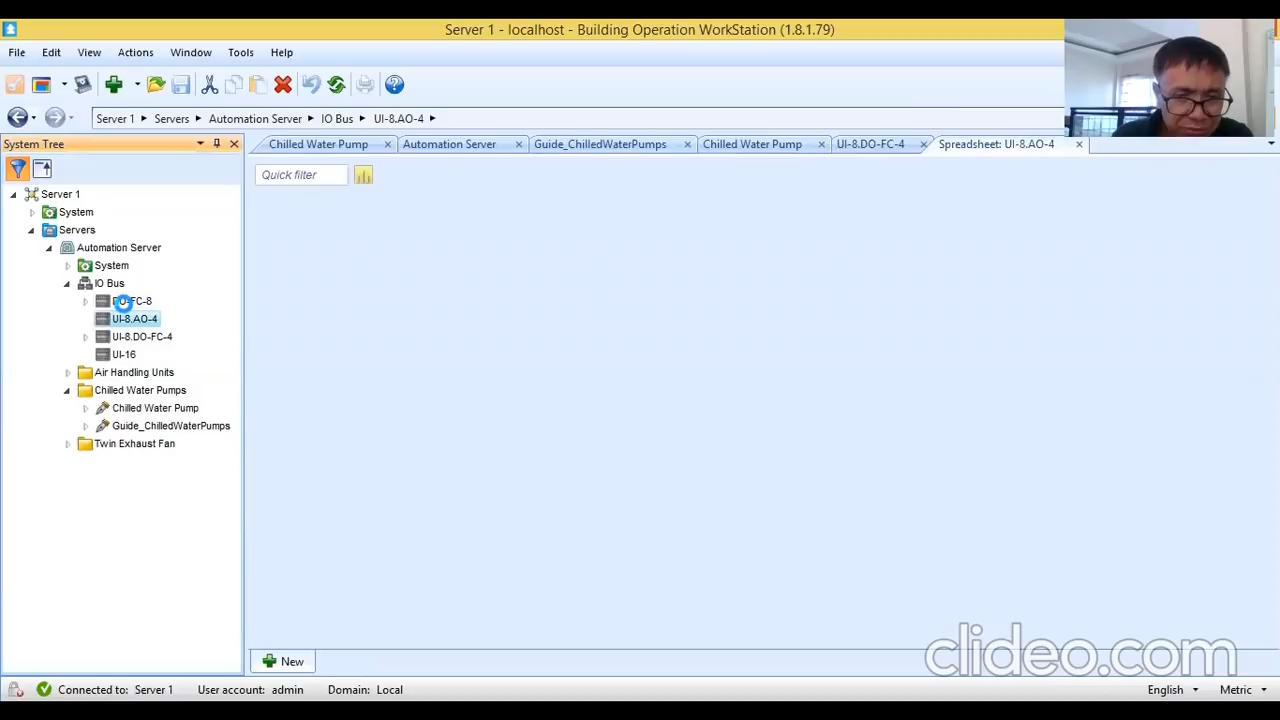 Server 1 - localhost - Building Operation WorkStation (1.8.1.79)
File Edit View Actions Window Tools Help
Server 1 Servers Automation Server IO Bus UI-8.AO-4
System Tree
Chilled Water Pump Automation Server Guide_ChilledWaterPumps Chilled Water Pump UI-8.DO-FC-4 Spreadsheet: UI-8.AO-4
Quick filter
Server 1
System
Servers
Automation Server
System
IO Bus
DO-FC-8
UI-8.AO-4
UI-8.DO-FC-4
UI-16
Air Handling Units
Chilled Water Pumps
Chilled Water Pump
Guide_ChilledWaterPumps
Twin Exhaust Fan
New
clideo.com
Connected to: Server 1 User account: admin Domain: Local English Metric